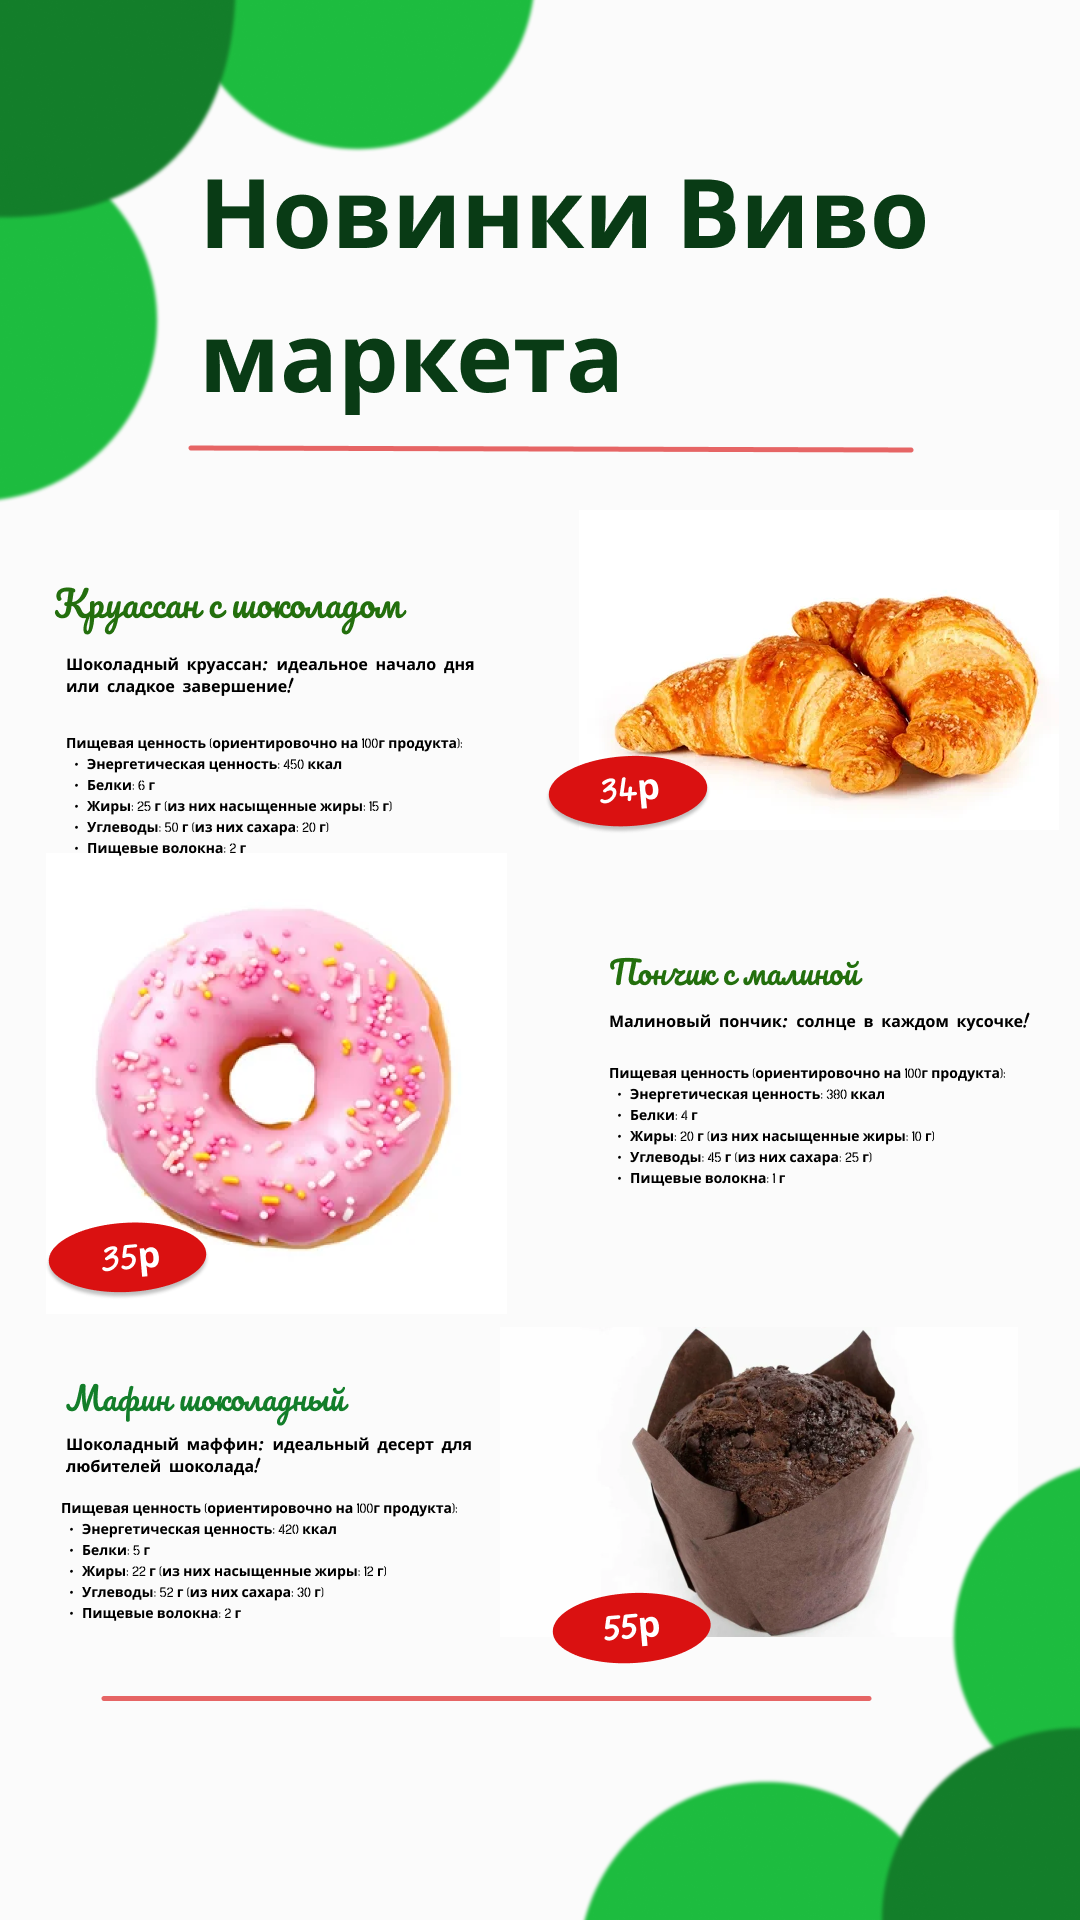 Новинки Виво
маркета
Круассан с шоколадом
Шоколадный круассан: идеальное начало дня
или сладкое завершение!
Пищевая ценность (ориентировочно на 100г продукта):
• Энергетическая ценность: 450 ккал
• Белки: 6 г
• Жиры: 25 г (из них насыщенные жиры: 15 г)
• Углеводы: 50 г (из них сахара: 20 г)
• Пищевые волокна: 2 г
34р
Пончик с малиной
Малиновый пончик: солнце в каждом кусочке!
Пищевая ценность (ориентировочно на 100г продукта):
• Энергетическая ценность: 380 ккал
• Белки: 4 г
• Жиры: 20 г (из них насыщенные жиры: 10 г)
• Углеводы: 45 г (из них сахара: 25 г)
• Пищевые волокна: 1 г
35р
Мафин шоколадный
Шоколадный маффин: идеальный десерт для
любителей шоколада!
Пищевая ценность (ориентировочно на 100г продукта):
• Энергетическая ценность: 420 ккал
• Белки: 5 г
• Жиры: 22 г (из них насыщенные жиры: 12 г)
• Углеводы: 52 г (из них сахара: 30 г)
• Пищевые волокна: 2 г
55р